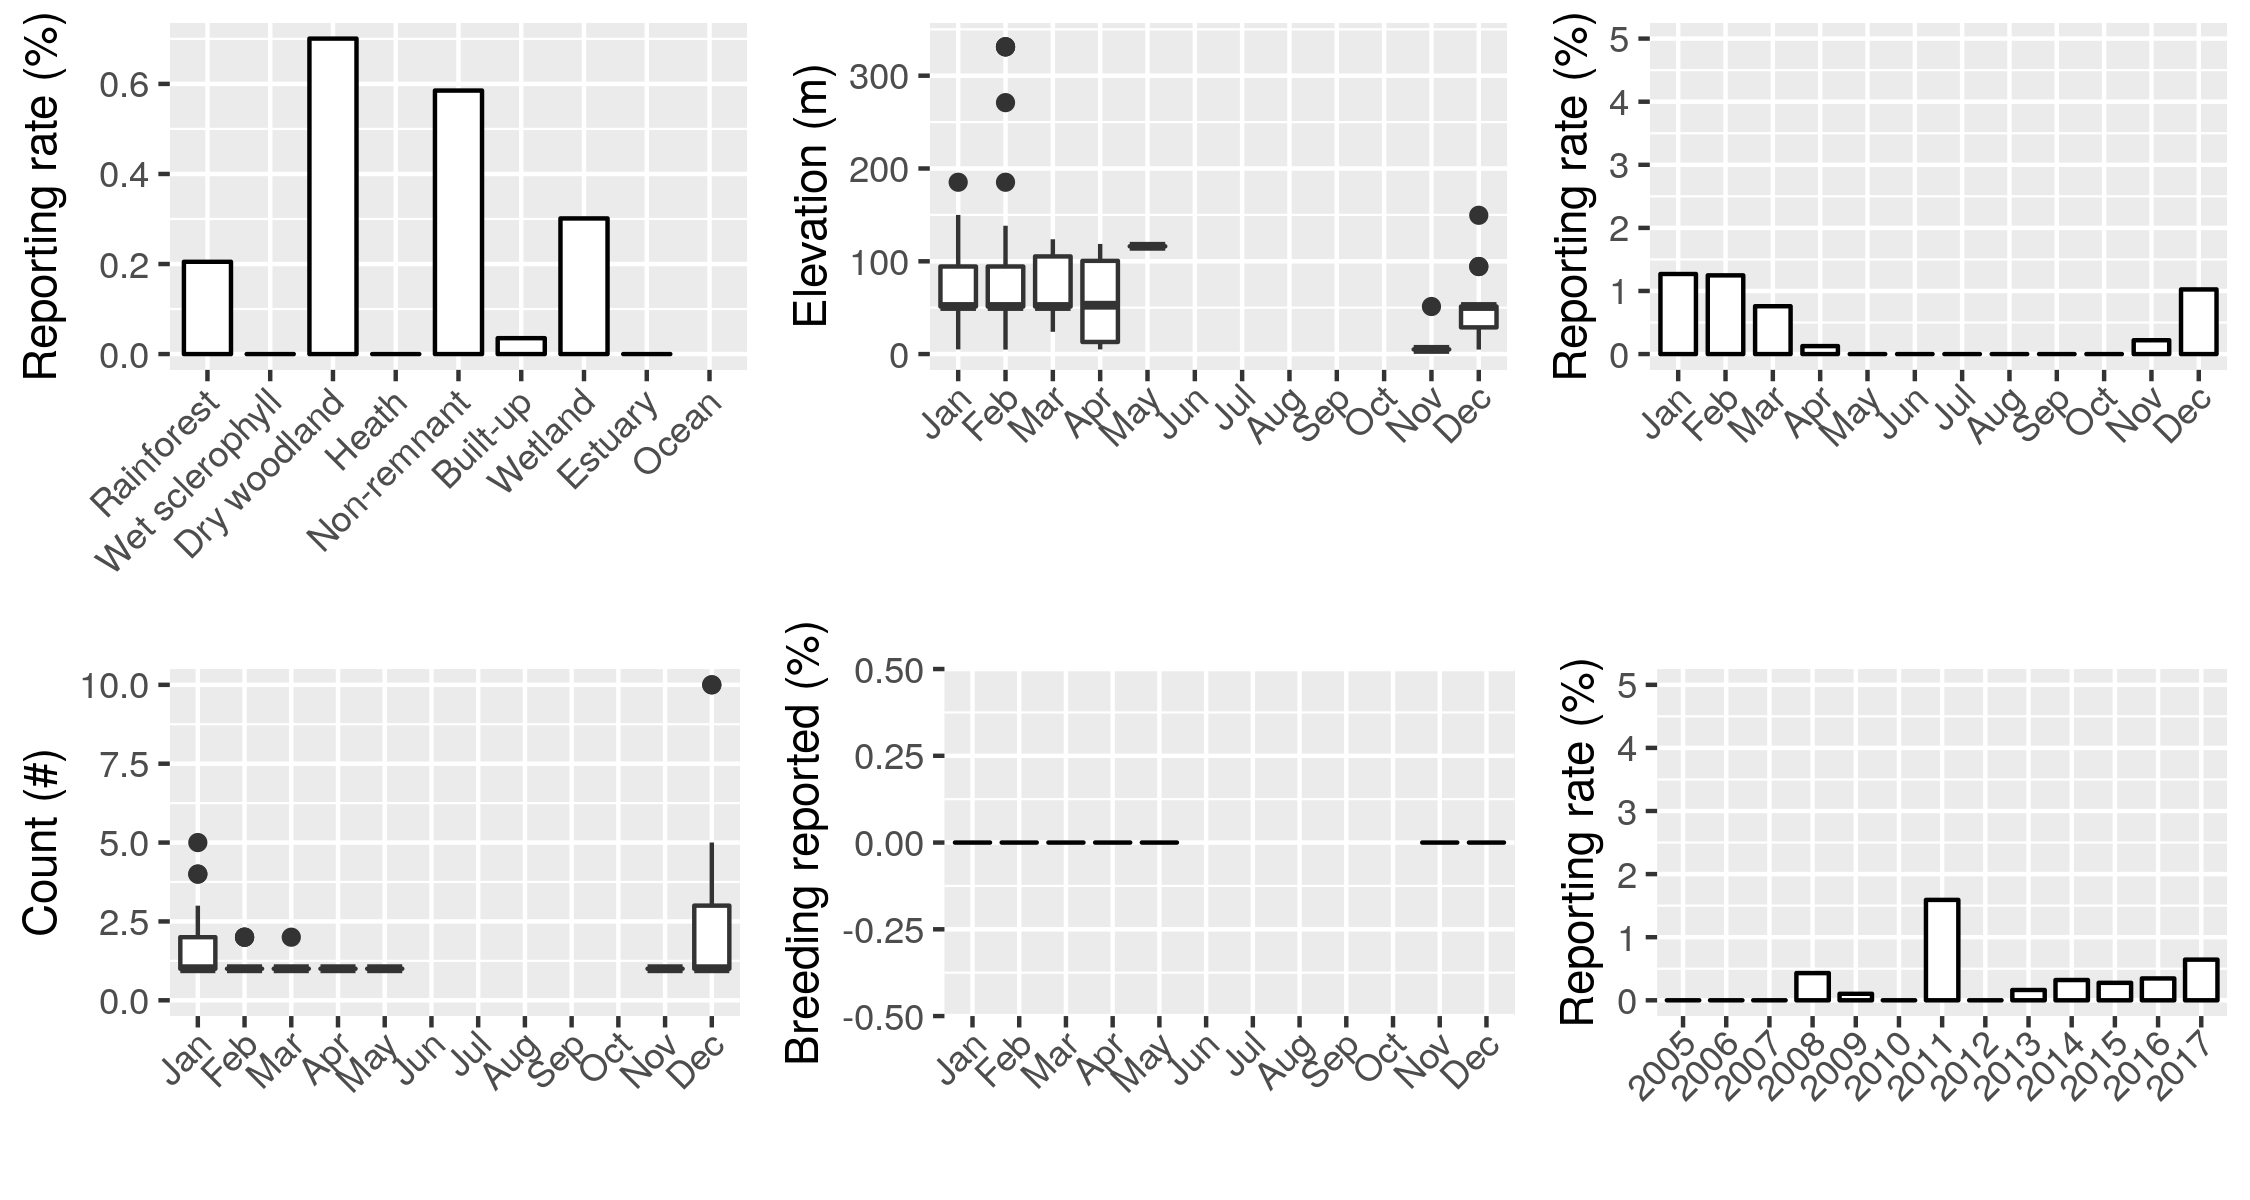 Reporting rate (%)
0.6
0.4
0.2
0.0
Rainforest
Wet sclerophyll
Dry woodland
Heath
Non-remnant
Built-up
Wetland
Estuary
Ocean
Elevation (m)
300
200
100
0
Jan Feb Mar Apr May Jun Jul Aug Sep Oct Nov Dec
Reporting rate (%)
5
4
3
2
1
0
Jan Feb Mar Apr May Jun Jul Aug Sep Oct Nov Dec
Count (#)
10.0
7.5
5.0
2.5
0.0
Jan Feb Mar Apr May Jun Jul Aug Sep Oct Nov Dec
Breeding reported (%)
0.50
0.25
0.00
-0.25
-0.50
Jan Feb Mar Apr May Jun Jul Aug Sep Oct Nov Dec
Reporting rate (%)
5
4
3
2
1
0
2005 2006 2007 2008 2009 2010 2011 2012 2013 2014 2015 2016 2017